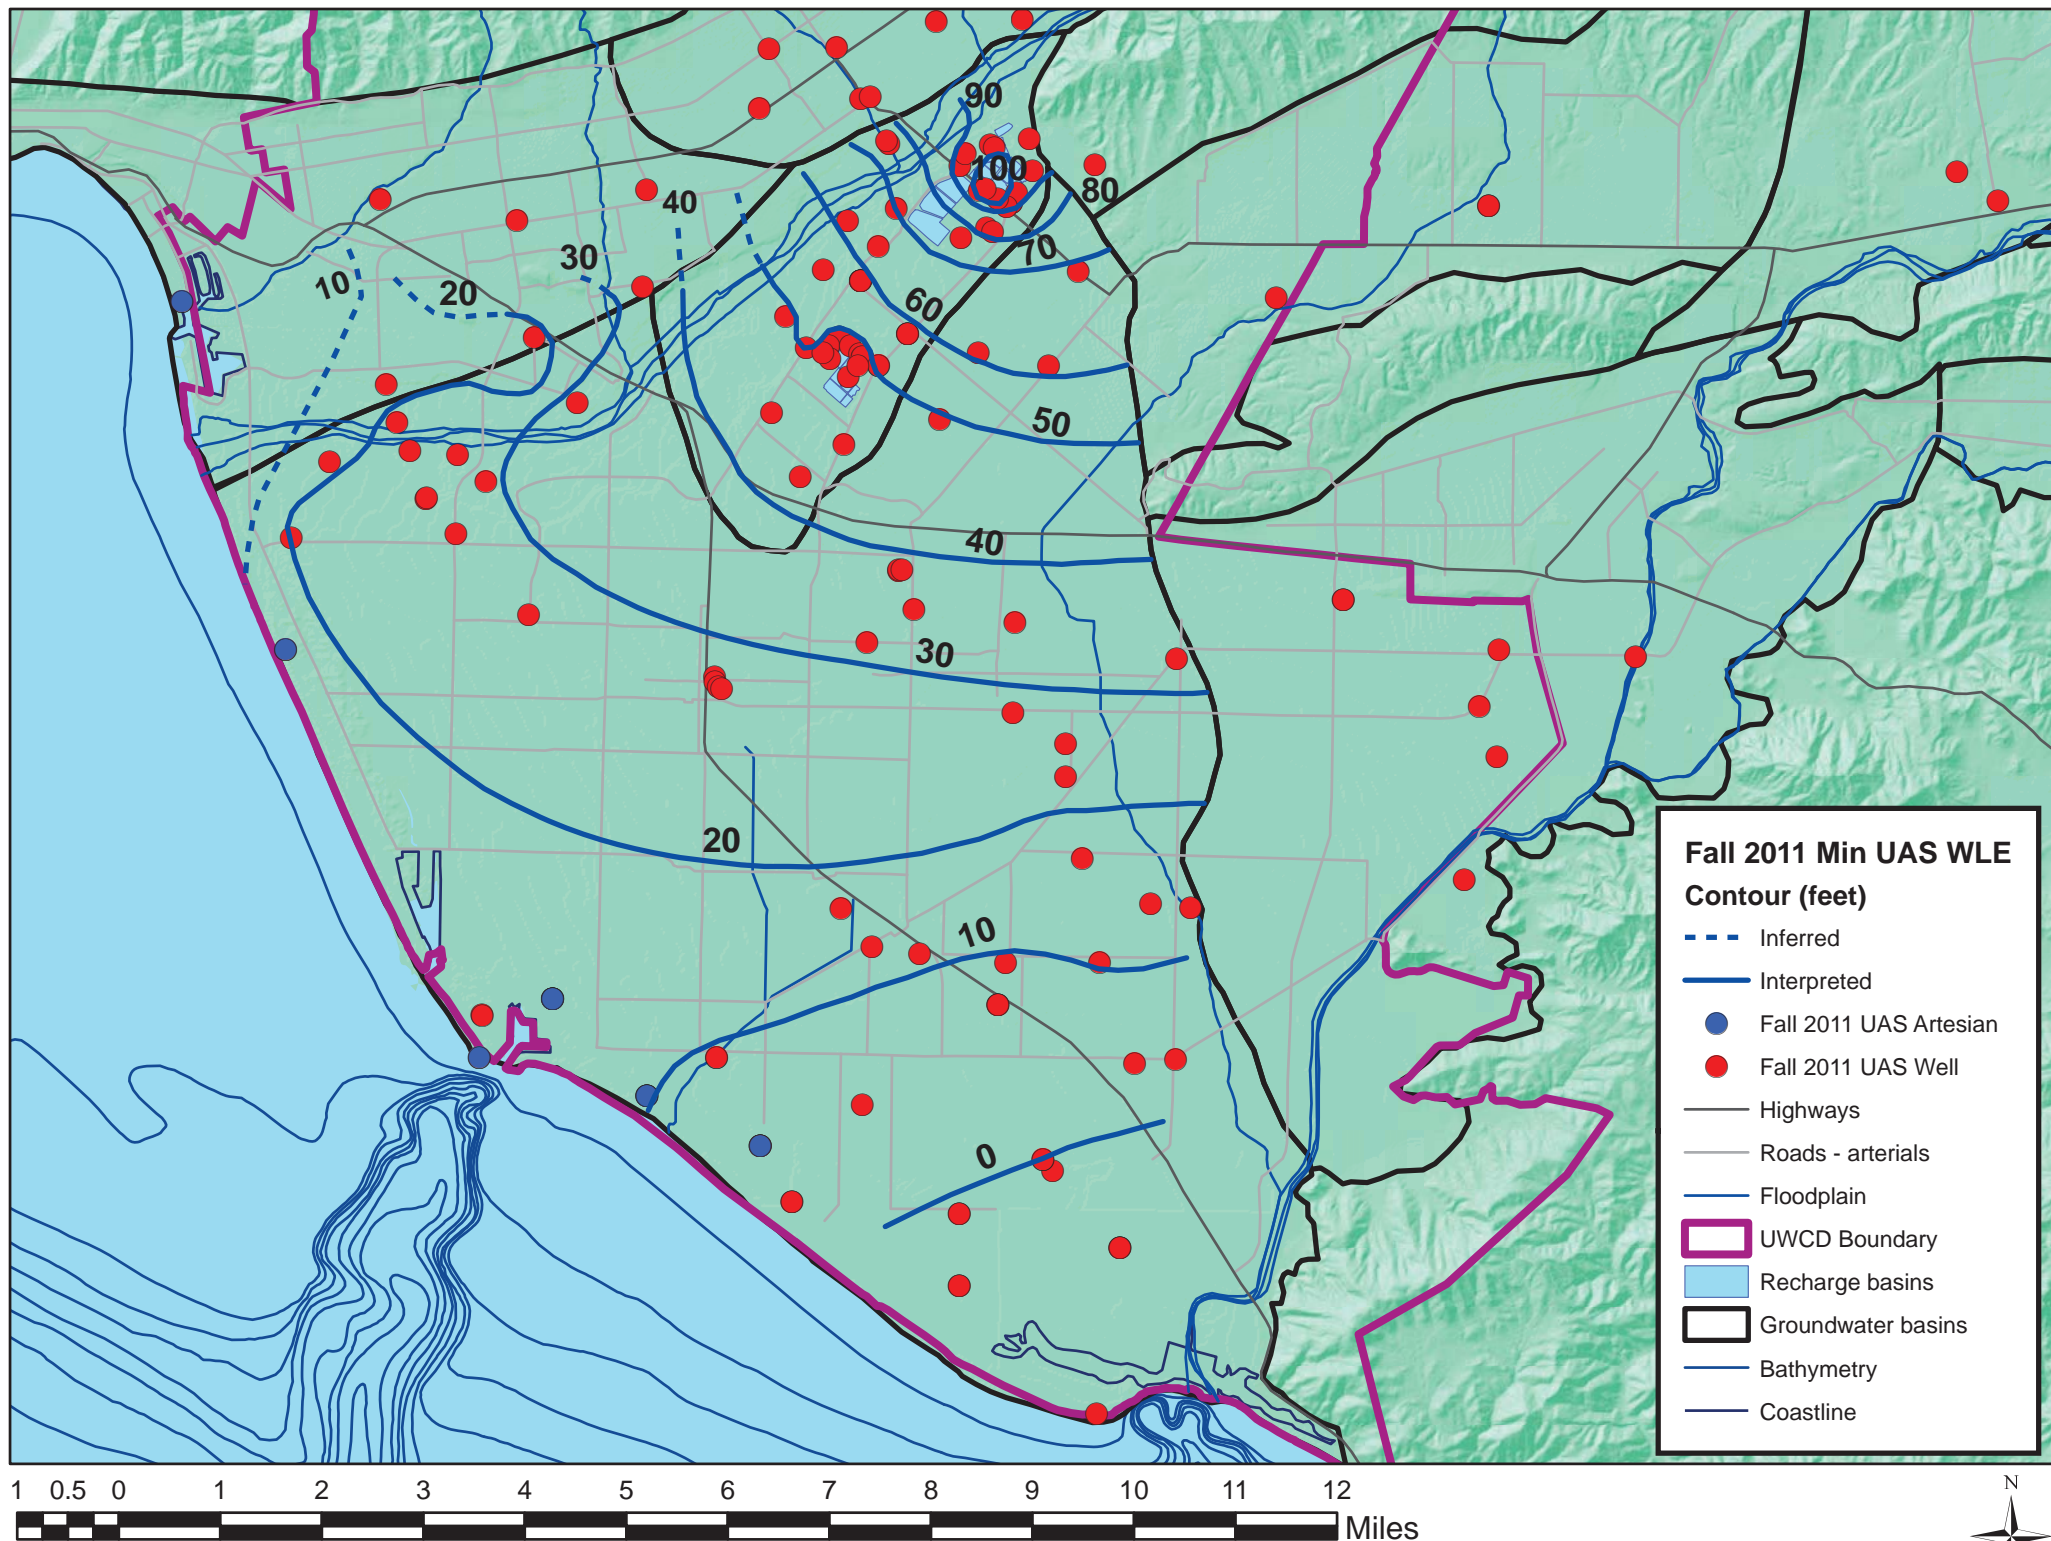 90
100
80
40
70
30
10
20
60
50
40
30
20
10
0
Fall 2011 Min UAS WLE
Contour (feet)
Inferred
Interpreted
Fall 2011 UAS Artesian
Fall 2011 UAS Well
Highways
Roads - arterials
Floodplain
UWCD Boundary
Recharge basins
Groundwater basins
Bathymetry
Coastline
1 0.5 0 1 2 3 4 5 6 7 8 9 10 11 12
Miles
N